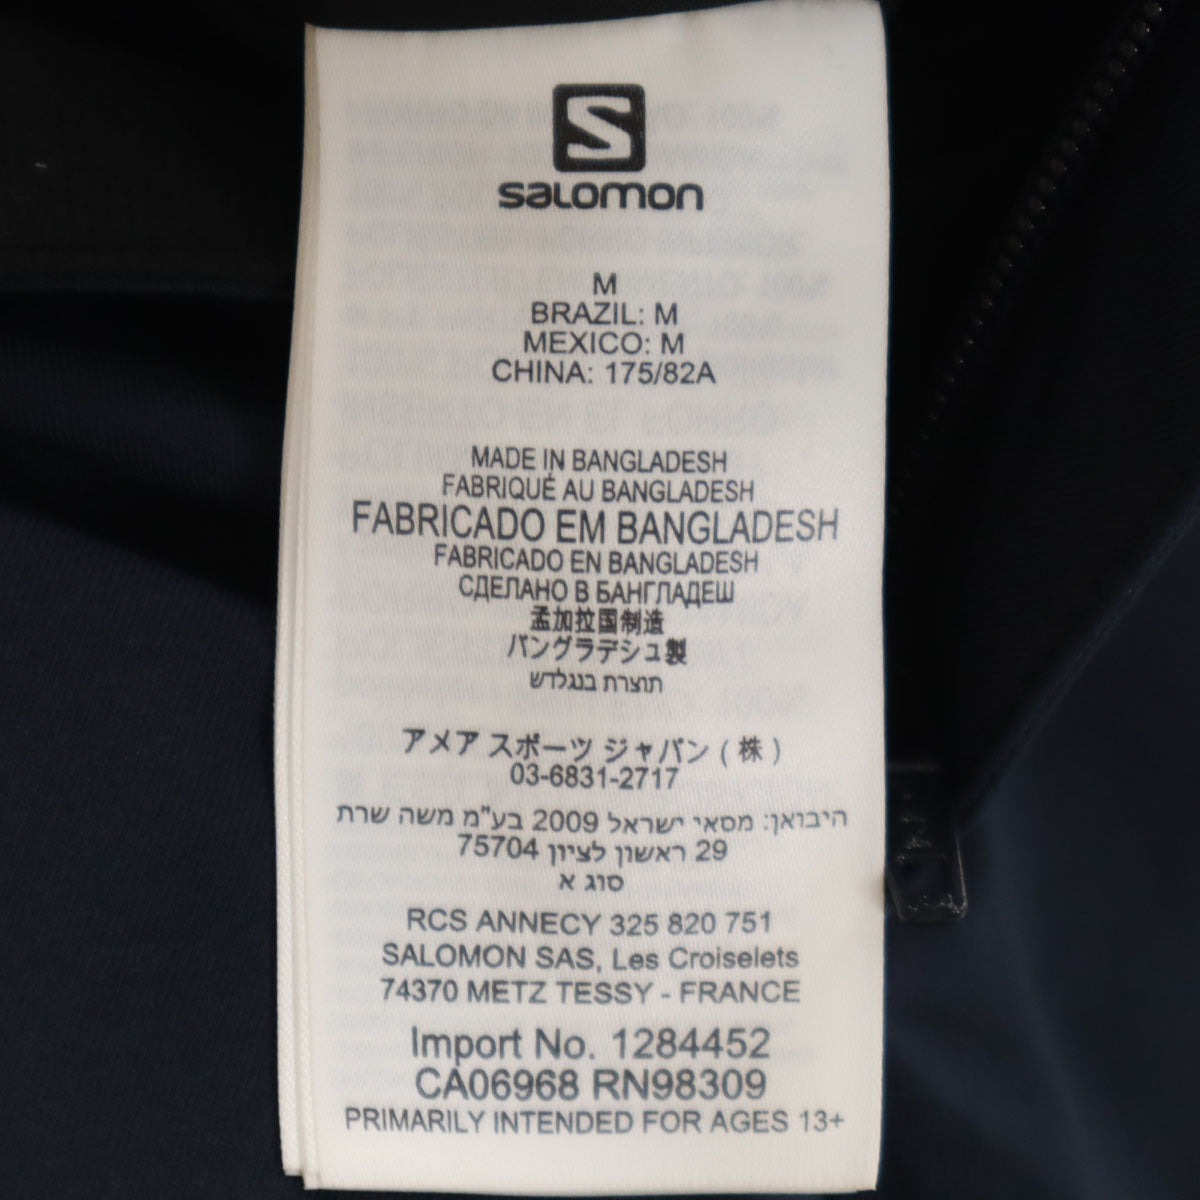 S
SALOMON
M
BRAZIL: M
MEXICO: M
CHINA: 175/82A
MADE IN BANGLADESH
FABRIQUÉ AU BANGLADESH
FABRICADO EM BANGLADESH
FABRICADO EN BANGLADESH
СДЕЛАНО В БАНГЛАДЕШ
孟加拉国制造
バングラデシュ製
תוצרת בנגלדש
アメア スポーツ ジャパン (株)
03-6831-2717
היבואן: מסאי ישראל 2009 בע"מ משה שרת
29 ראשון לציון 75704
סוג א
RCS ANNECY 325 820 751
SALOMON SAS, Les Croiselets
74370 METZ TESSY - FRANCE
Import No. 1284452
CA06968 RN98309
PRIMARILY INTENDED FOR AGES 13+